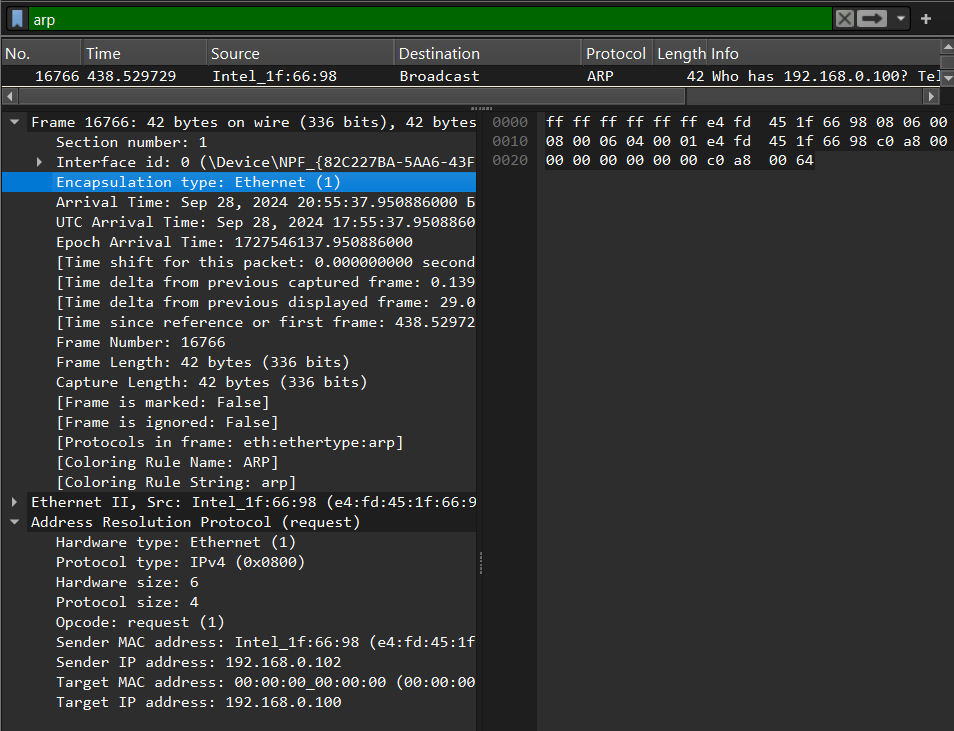 arp
No. Time Source Destination Protocol Length Info
16766 438.529729 Intel_1f:66:98 Broadcast ARP 42 Who has 192.168.0.100? Tel
Frame 16766: 42 bytes on wire (336 bits), 42 bytes
Section number: 1
Interface id: 0 (\Device\NPF_{82C227BA-5AA6-43F
Encapsulation type: Ethernet (1)
Arrival Time: Sep 28, 2024 20:55:37.950886000 Б
UTC Arrival Time: Sep 28, 2024 17:55:37.9508860
Epoch Arrival Time: 1727546137.950886000
[Time shift for this packet: 0.000000000 second
[Time delta from previous captured frame: 0.139
[Time delta from previous displayed frame: 29.0
[Time since reference or first frame: 438.52972
Frame Number: 16766
Frame Length: 42 bytes (336 bits)
Capture Length: 42 bytes (336 bits)
[Frame is marked: False]
[Frame is ignored: False]
[Protocols in frame: eth:ethertype:arp]
[Coloring Rule Name: ARP]
[Coloring Rule String: arp]
Ethernet II, Src: Intel_1f:66:98 (e4:fd:45:1f:66:9
Address Resolution Protocol (request)
Hardware type: Ethernet (1)
Protocol type: IPv4 (0x0800)
Hardware size: 6
Protocol size: 4
Opcode: request (1)
Sender MAC address: Intel_1f:66:98 (e4:fd:45:1f
Sender IP address: 192.168.0.102
Target MAC address: 00:00:00_00:00:00 (00:00:00
Target IP address: 192.168.0.100
0000 ff ff ff ff ff ff e4 fd 45 1f 66 98 08 06 00
0010 08 00 06 04 00 01 e4 fd 45 1f 66 98 c0 a8 00
0020 00 00 00 00 00 00 c0 a8 00 64